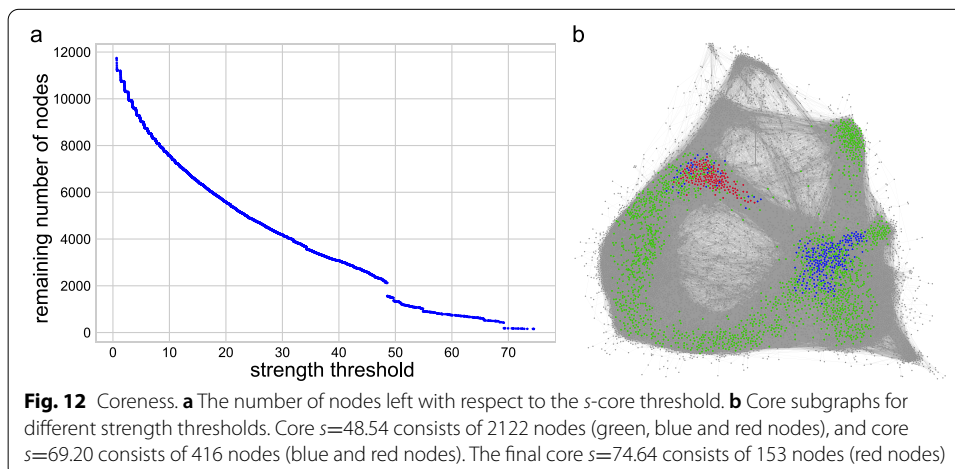 a
b
12000
10000
8000
6000
4000
2000
0
remaining number of nodes
0 10 20 30 40 50 60 70
strength threshold
Fig. 12 Coreness. a The number of nodes left with respect to the s-core threshold. b Core subgraphs for
different strength thresholds. Core s=48.54 consists of 2122 nodes (green, blue and red nodes), and core
s=69.20 consists of 416 nodes (blue and red nodes). The final core s=74.64 consists of 153 nodes (red nodes)